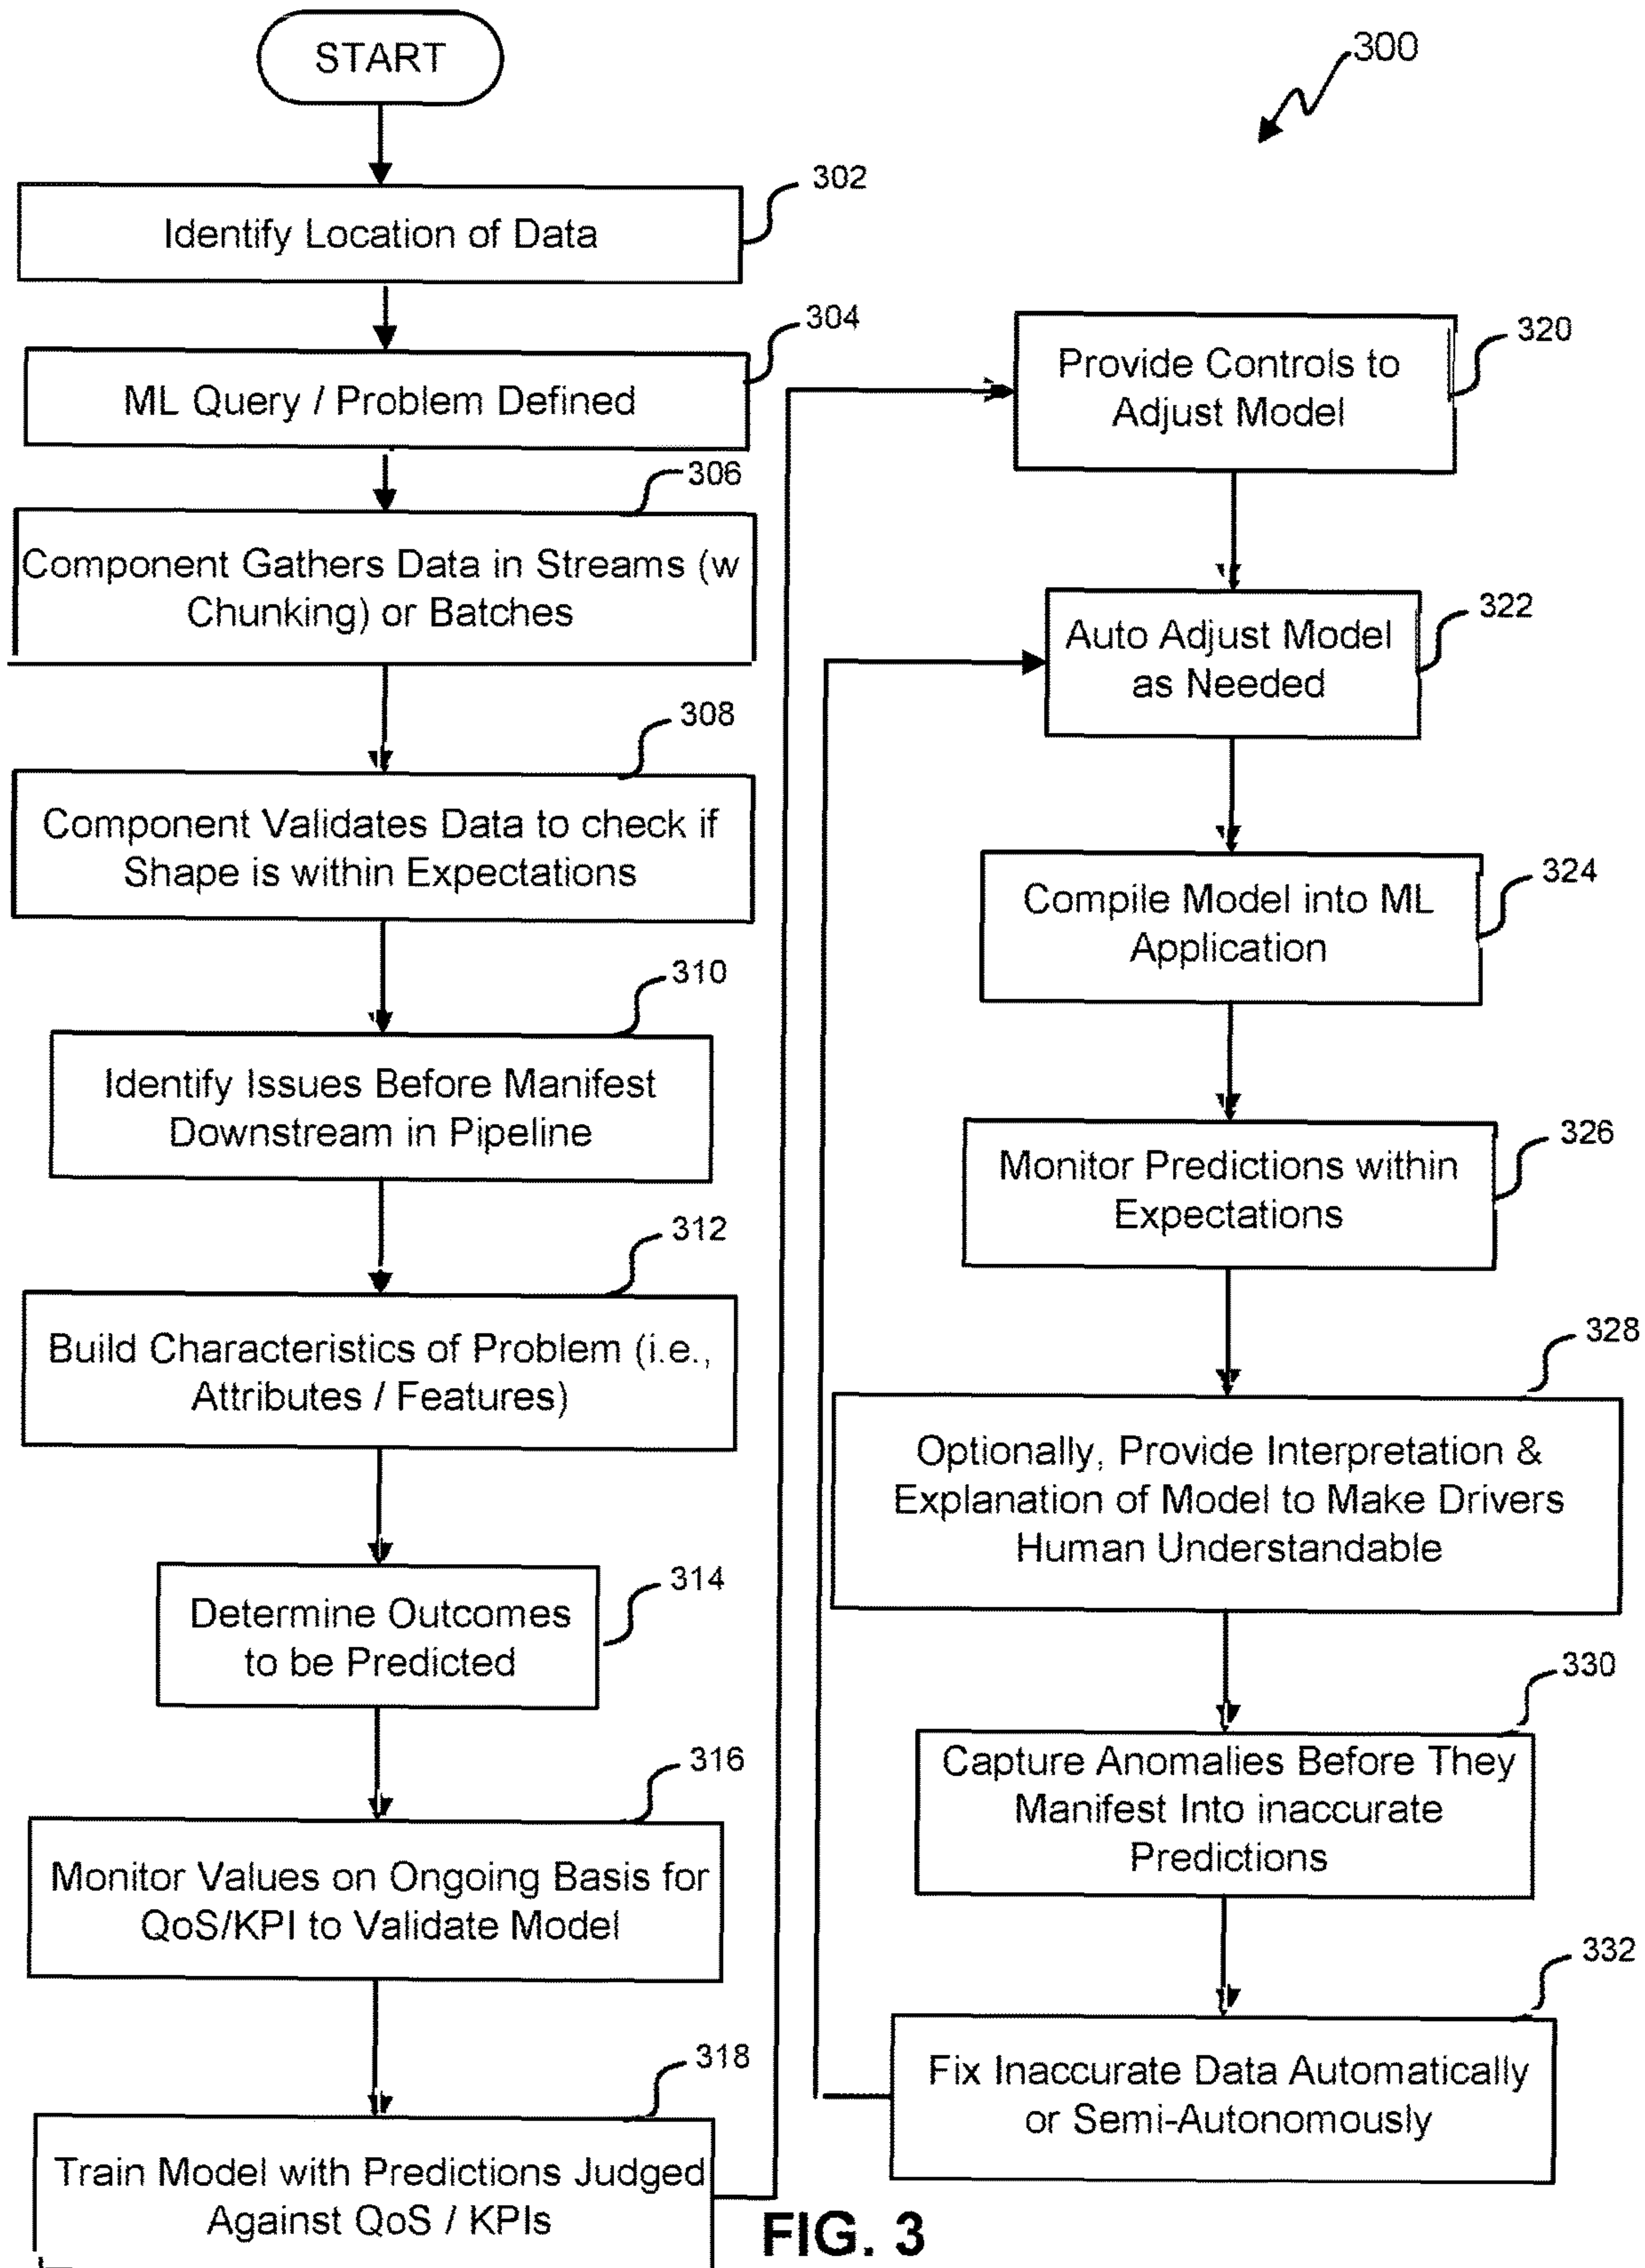 START
300
302
Identify Location of Data
304
ML Query / Problem Defined
306
Component Gathers Data in Streams (w
Chunking) or Batches
308
Component Validates Data to check if
Shape is within Expectations
310
Identify Issues Before Manifest
Downstream in Pipeline
312
Build Characteristics of Problem (i.e.,
Attributes / Features)
314
Determine Outcomes
to be Predicted
316
Monitor Values on Ongoing Basis for
QoS/KPI to Validate Model
318
Train Model with Predictions Judged
Against QoS / KPIs
320
Provide Controls to
Adjust Model
322
Auto Adjust Model
as Needed
324
Compile Model into ML
Application
326
Monitor Predictions within
Expectations
328
Optionally, Provide Interpretation &
Explanation of Model to Make Drivers
Human Understandable
330
Capture Anomalies Before They
Manifest Into inaccurate
Predictions
332
Fix Inaccurate Data Automatically
or Semi-Autonomously
FIG. 3